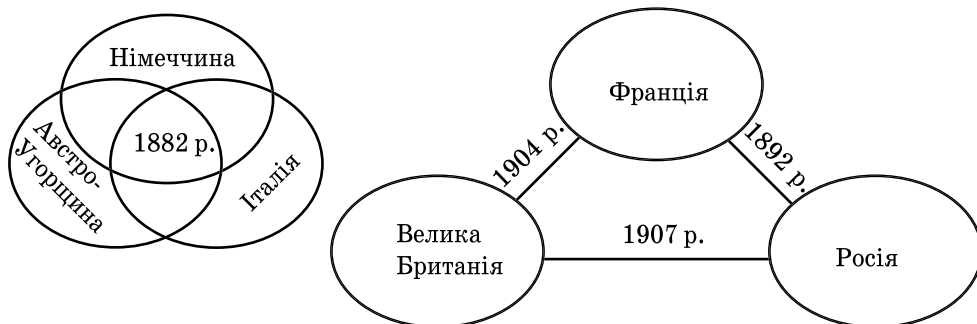 Німеччина
Австро-
Угорщина
1882 р.
Італія
Франція
1904 р.
1892 р.
Велика
Британія
1907 р.
Росія